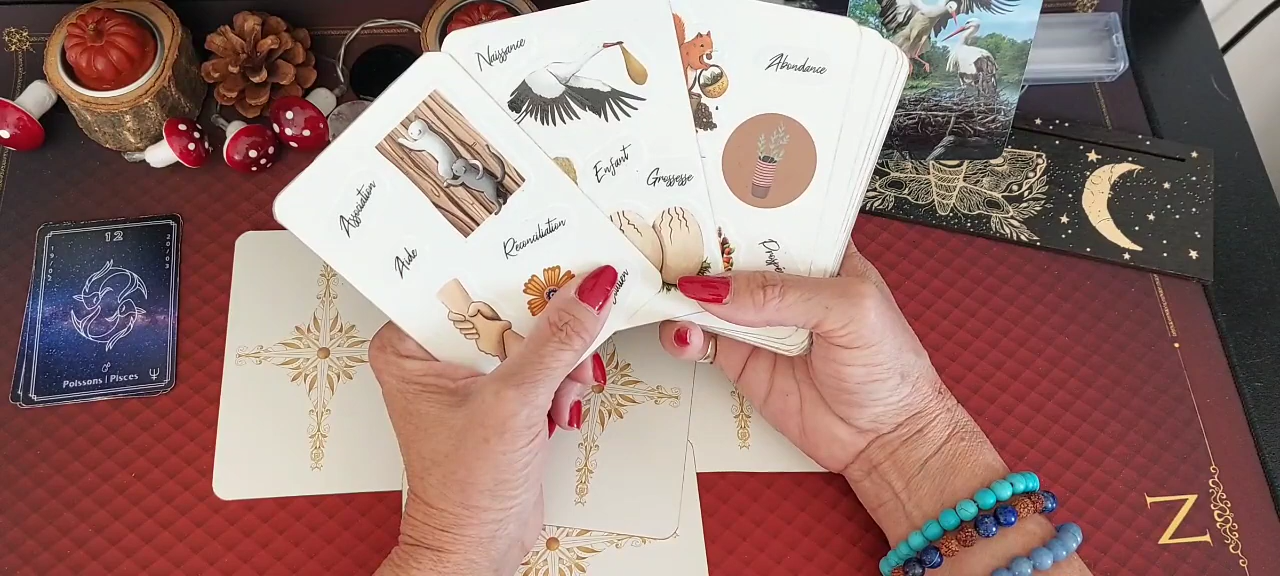 Naissance
Abondance
Enfant
Grossesse
Association
Réconciliation
Aide
12
Poissons | Pisces
N